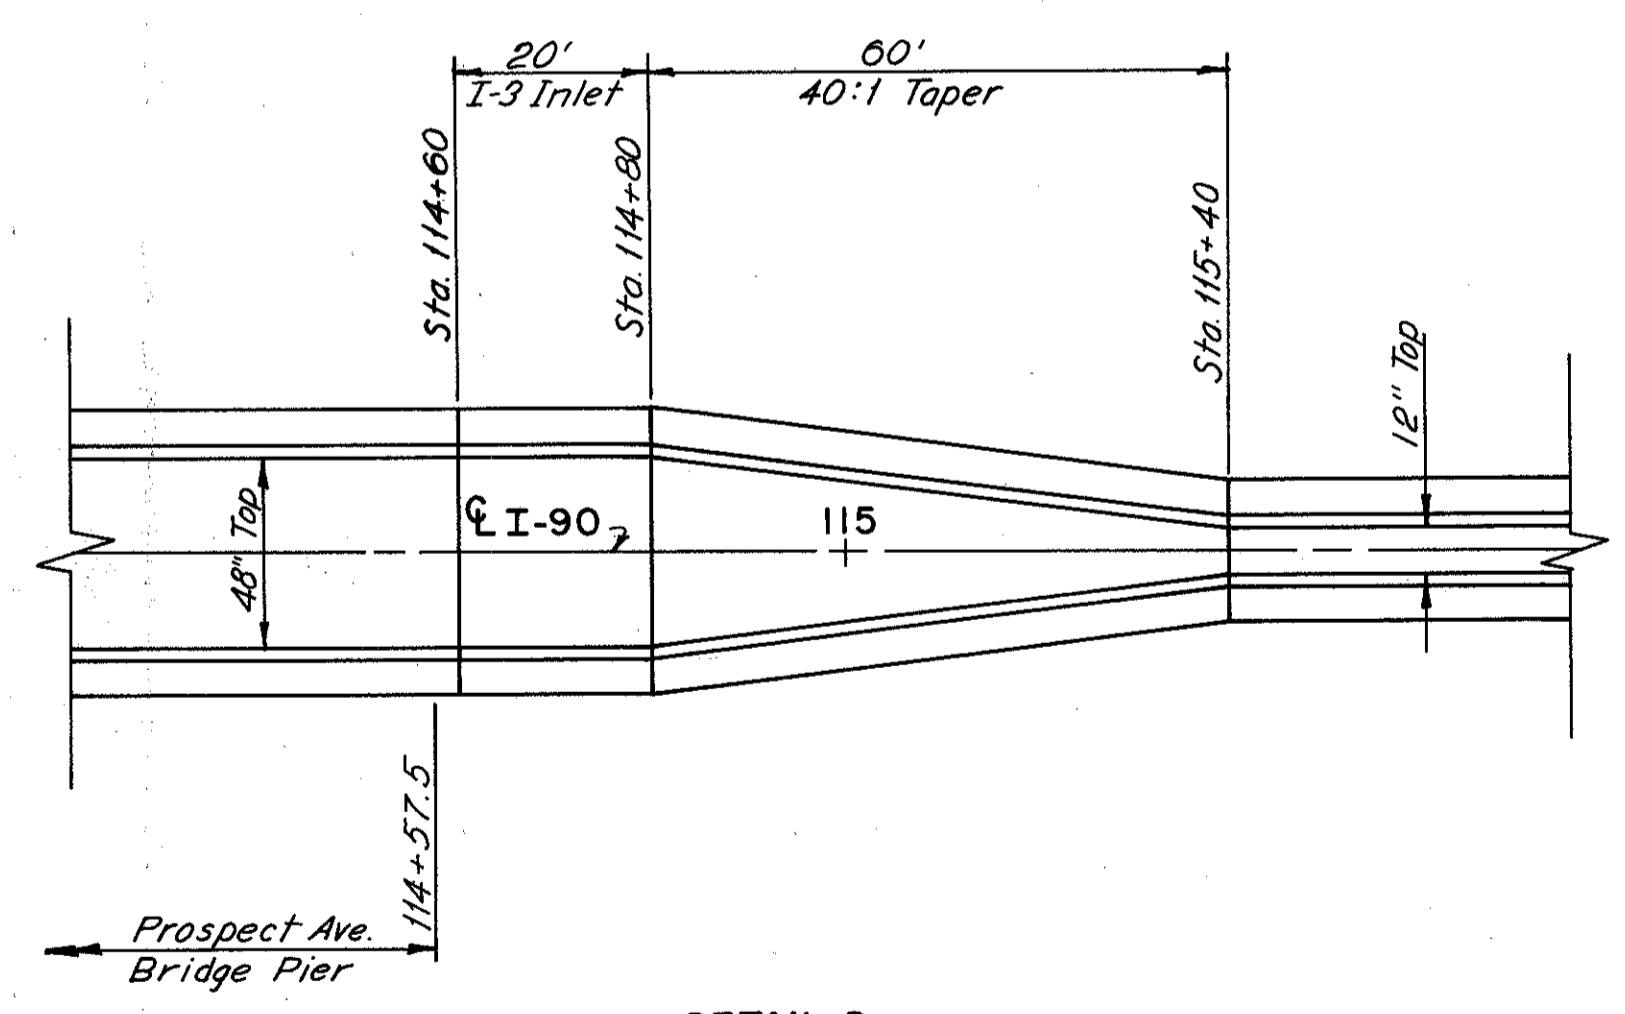 20'
I-3 Inlet
60'
40:1 Taper
Sta. 114+60
Sta. 114+80
Sta. 115+40
12" Top
48" Top
℄ I-90
115
114+57.5
Prospect Ave.
Bridge Pier